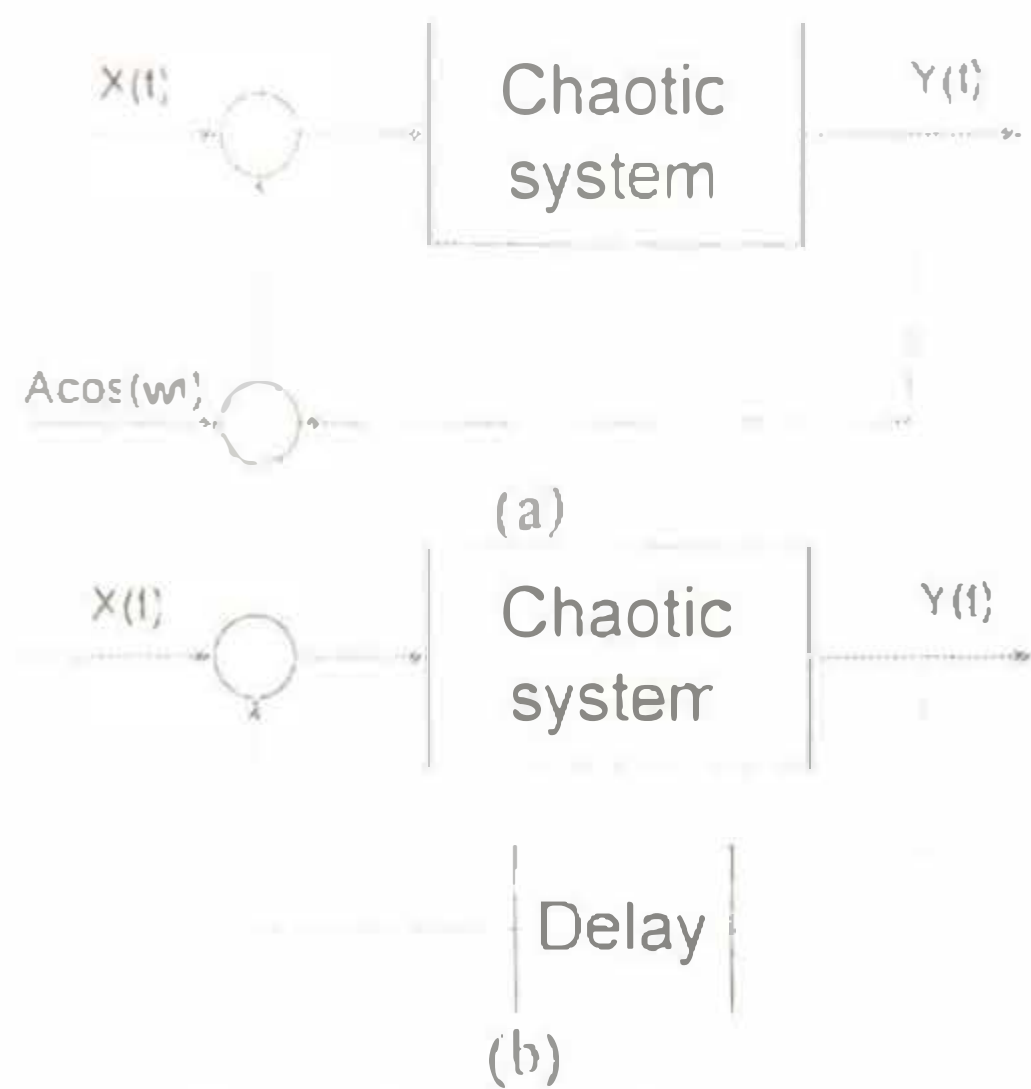 X(t)
Chaotic
system
Y(t)
Acos(wt)
(a)
X(t)
Chaotic
system
Y(t)
Delay
(b)